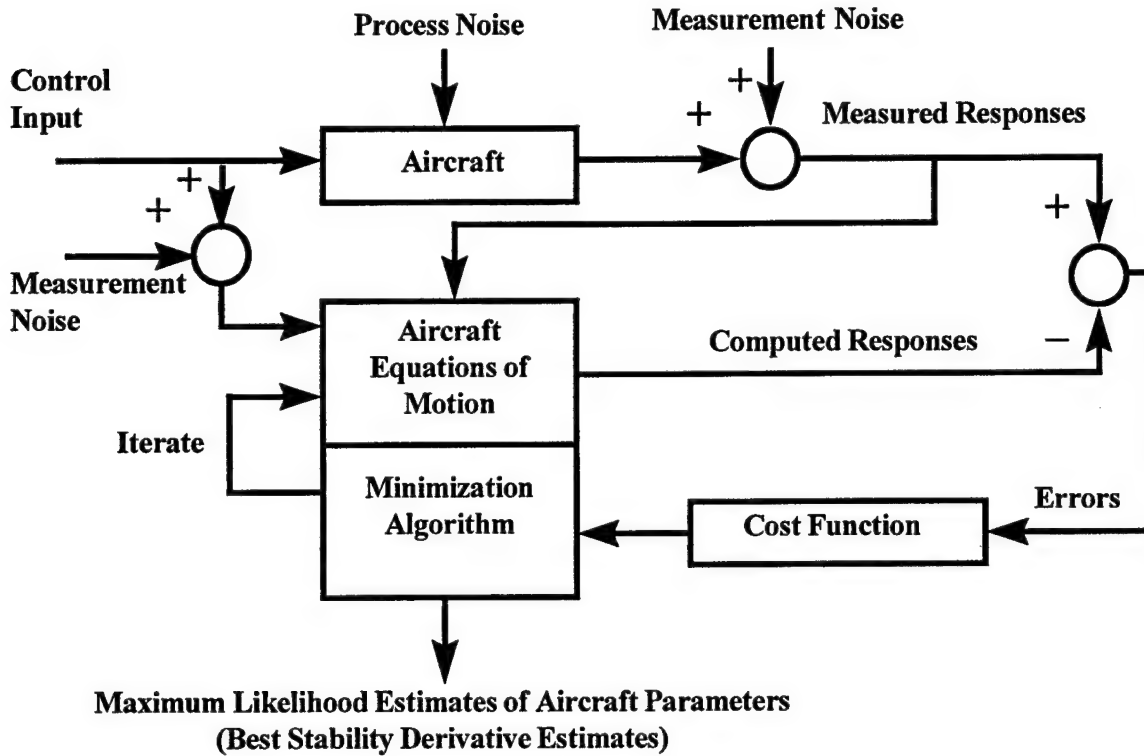 Process Noise
Measurement Noise
Control
Input
+
+
Measured Responses
Aircraft
+
+
+
Measurement
Noise
Aircraft
Equations of
Motion
Computed Responses
−
Iterate
Minimization
Algorithm
Cost Function
Errors
Maximum Likelihood Estimates of Aircraft Parameters
(Best Stability Derivative Estimates)